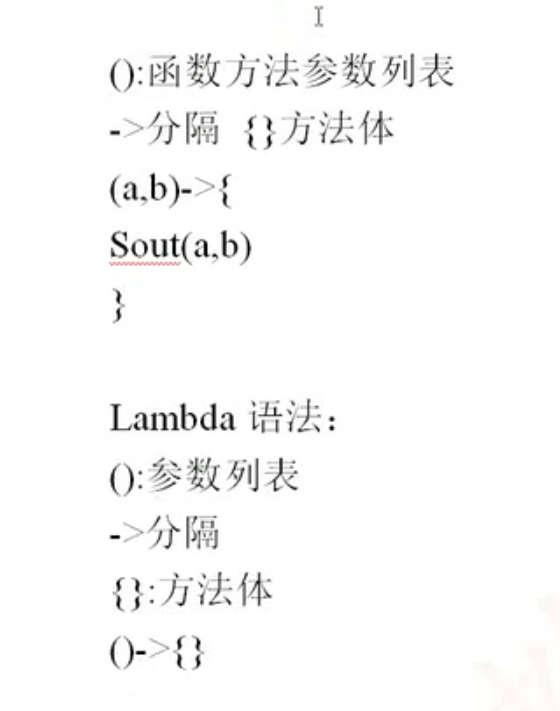 ():函数方法参数列表
->分隔  {}方法体
(a,b)->{
Sout(a,b)
}
Lambda 语法：
():参数列表
->分隔
{}:方法体
()->{}